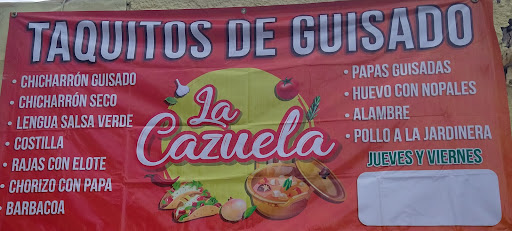 TAQUITOS DE GUISADO
• CHICHARRÓN GUISADO
• CHICHARRÓN SECO
• LENGUA SALSA VERDE
• COSTILLA
• RAJAS CON ELOTE
• CHORIZO CON PAPA
• BARBACOA
La
Cazuela
• PAPAS GUISADAS
• HUEVO CON NOPALES
• ALAMBRE
• POLLO A LA JARDINERA
JUEVES Y VIERNES